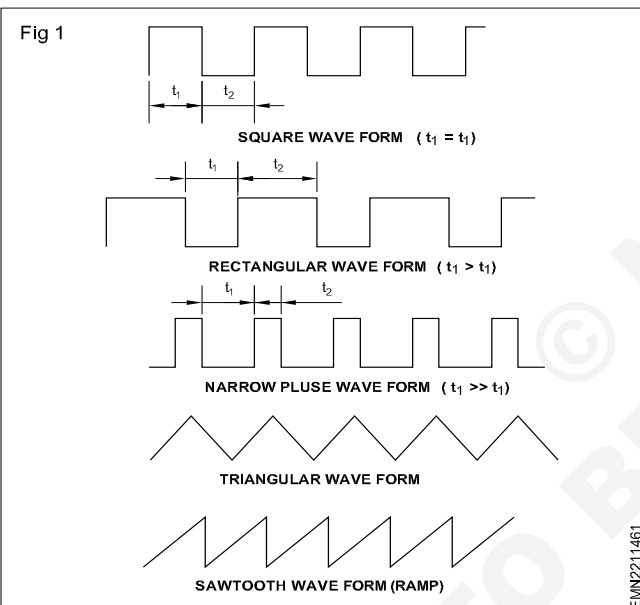 Fig 1
t₁ t₂
SQUARE WAVE FORM ( t₁ = t₁)
t₁ t₂
RECTANGULAR WAVE FORM ( t₁ > t₁)
t₁ t₂
NARROW PLUSE WAVE FORM ( t₁ >> t₁)
TRIANGULAR WAVE FORM
SAWTOOTH WAVE FORM (RAMP)